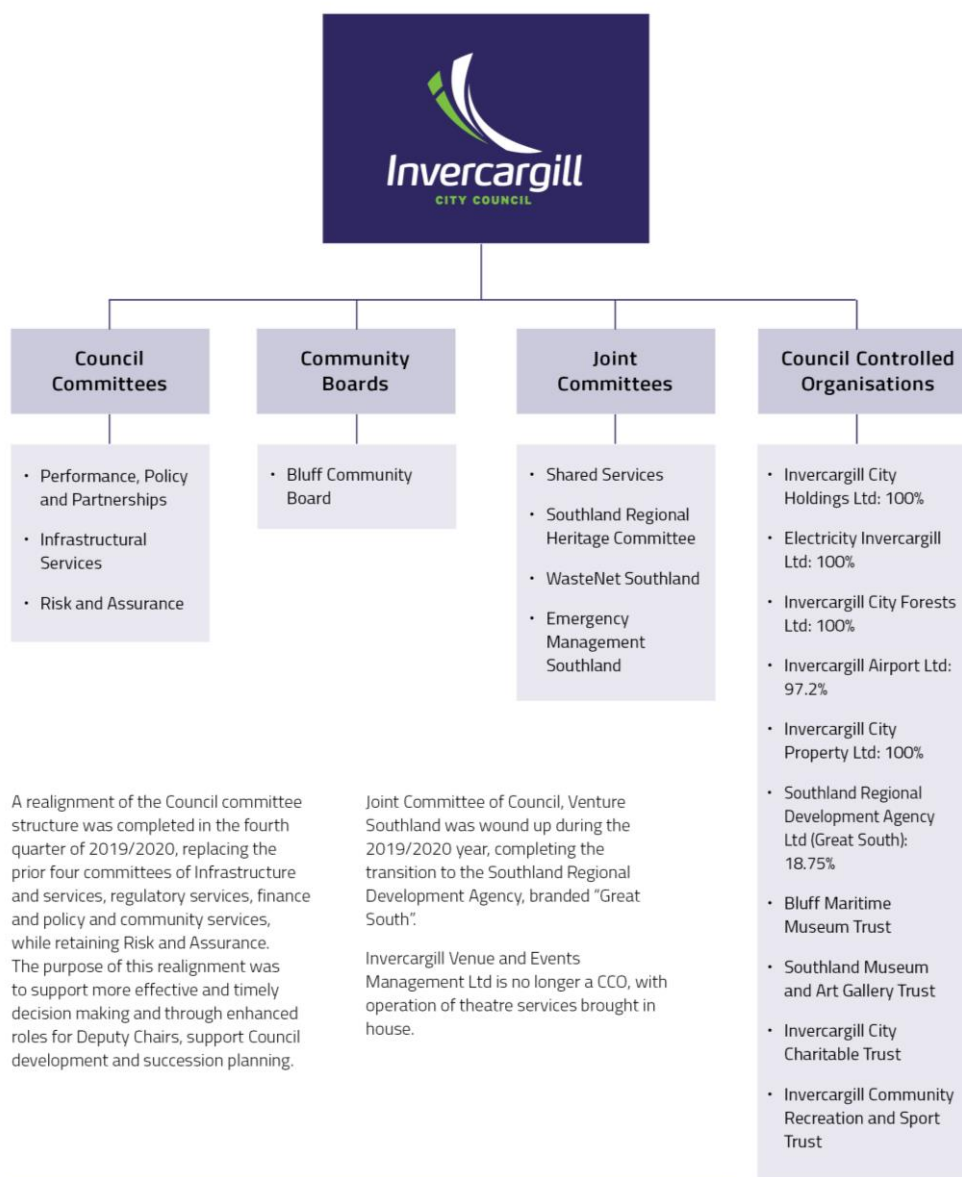 Invercargill
CITY COUNCIL
Council
Committees
• Performance, Policy
and Partnerships
• Infrastructural
Services
• Risk and Assurance
Community
Boards
• Bluff Community
Board
Joint
Committees
• Shared Services
• Southland Regional
Heritage Committee
• WasteNet Southland
• Emergency
Management
Southland
Council Controlled
Organisations
• Invercargill City
Holdings Ltd: 100%
• Electricity Invercargill
Ltd: 100%
• Invercargill City Forests
Ltd: 100%
• Invercargill Airport Ltd:
97.2%
• Invercargill City
Property Ltd: 100%
• Southland Regional
Development Agency
Ltd (Great South):
18.75%
• Bluff Maritime
Museum Trust
• Southland Museum
and Art Gallery Trust
• Invercargill City
Charitable Trust
• Invercargill Community
Recreation and Sport
Trust
A realignment of the Council committee
structure was completed in the fourth
quarter of 2019/2020, replacing the
prior four committees of Infrastructure
and services, regulatory services, finance
and policy and community services,
while retaining Risk and Assurance.
The purpose of this realignment was
to support more effective and timely
decision making and through enhanced
roles for Deputy Chairs, support Council
development and succession planning.
Joint Committee of Council, Venture
Southland was wound up during the
2019/2020 year, completing the
transition to the Southland Regional
Development Agency, branded “Great
South”.
Invercargill Venue and Events
Management Ltd is no longer a CCO, with
operation of theatre services brought in
house.